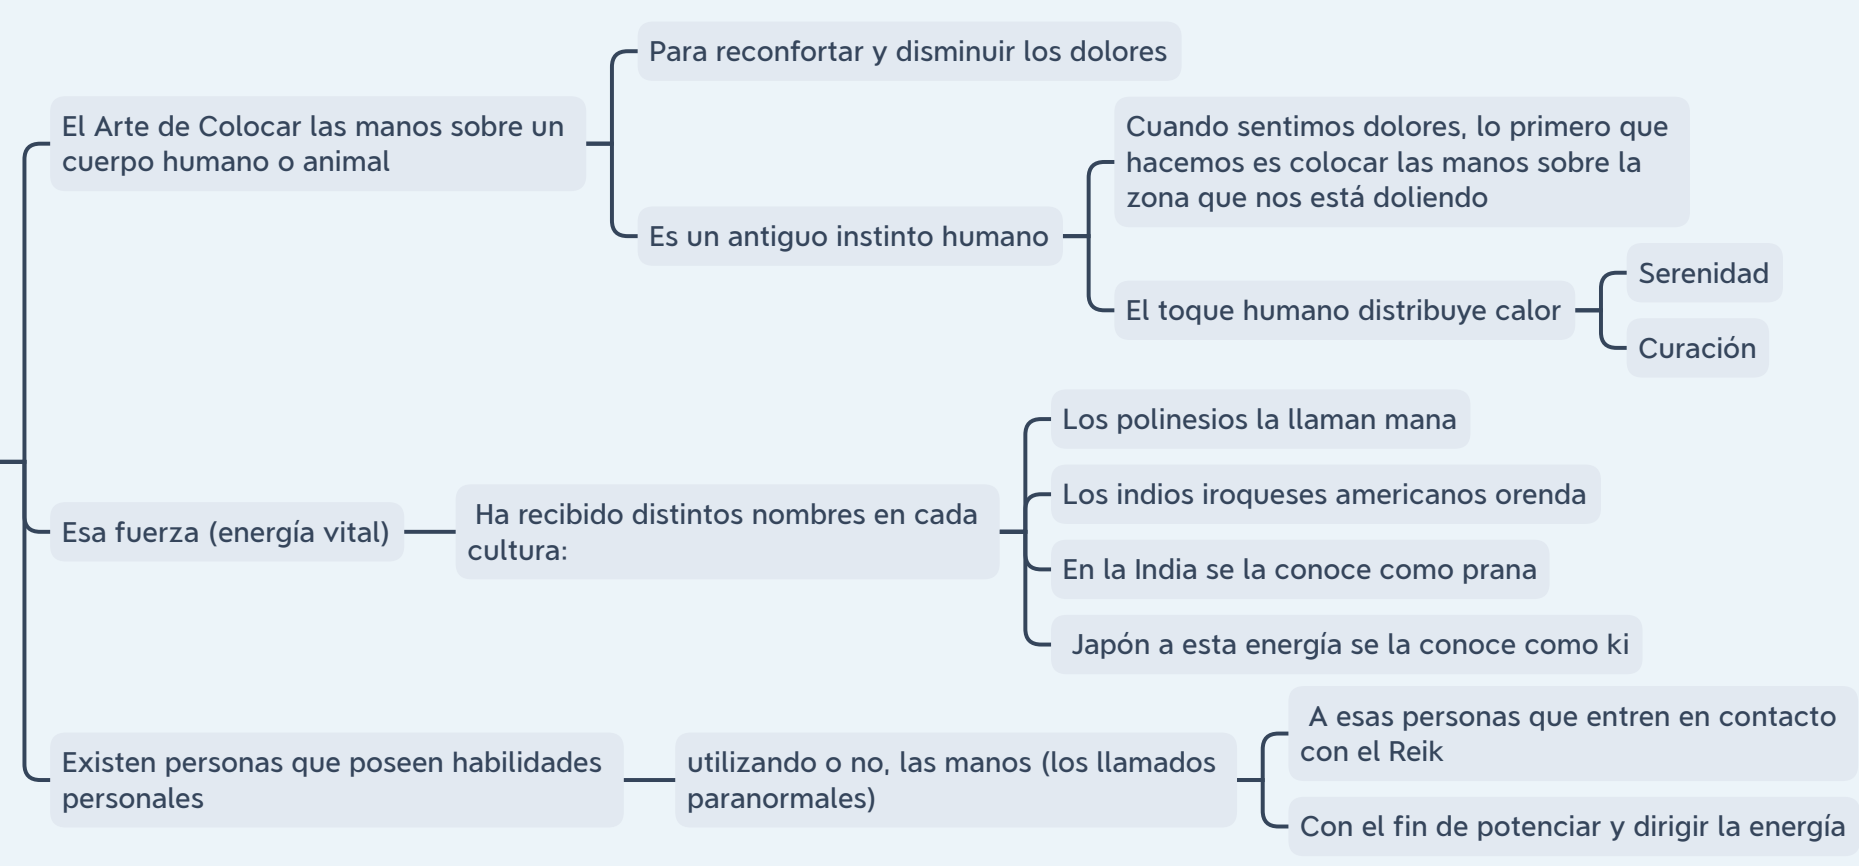 Para reconfortar y disminuir los dolores
El Arte de Colocar las manos sobre un
cuerpo humano o animal
Cuando sentimos dolores, lo primero que
hacemos es colocar las manos sobre la
zona que nos está doliendo
Es un antiguo instinto humano
El toque humano distribuye calor
Serenidad
Curación
Los polinesios la llaman mana
Los indios iroqueses americanos orenda
Esa fuerza (energía vital)
Ha recibido distintos nombres en cada
cultura:
En la India se la conoce como prana
Japón a esta energía se la conoce como ki
Existen personas que poseen habilidades
personales
utilizando o no, las manos (los llamados
paranormales)
A esas personas que entren en contacto
con el Reik
Con el fin de potenciar y dirigir la energía